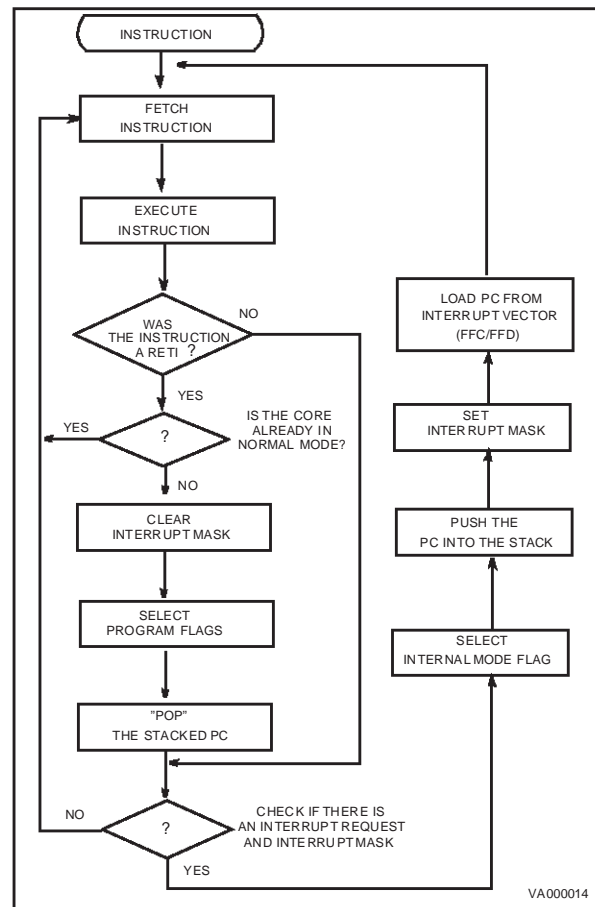 INSTRUCTION
FETCH
INSTRUCTION
EXECUTE
INSTRUCTION
WAS
THE INSTRUCTION
A RETI ?
NO
YES
YES
?
IS THE CORE
ALREADY IN
NORMAL MODE?
NO
CLEAR
INTERRUPT MASK
SELECT
PROGRAM FLAGS
"POP"
THE STACKED PC
NO
?
CHECK IF THERE IS
AN INTERRUPT REQUEST
AND INTERRUPT MASK
YES
LOAD PC FROM
INTERRUPT VECTOR
(FFC/FFD)
SET
INTERRUPT MASK
PUSH THE
PC INTO THE STACK
SELECT
INTERNAL MODE FLAG
VA000014